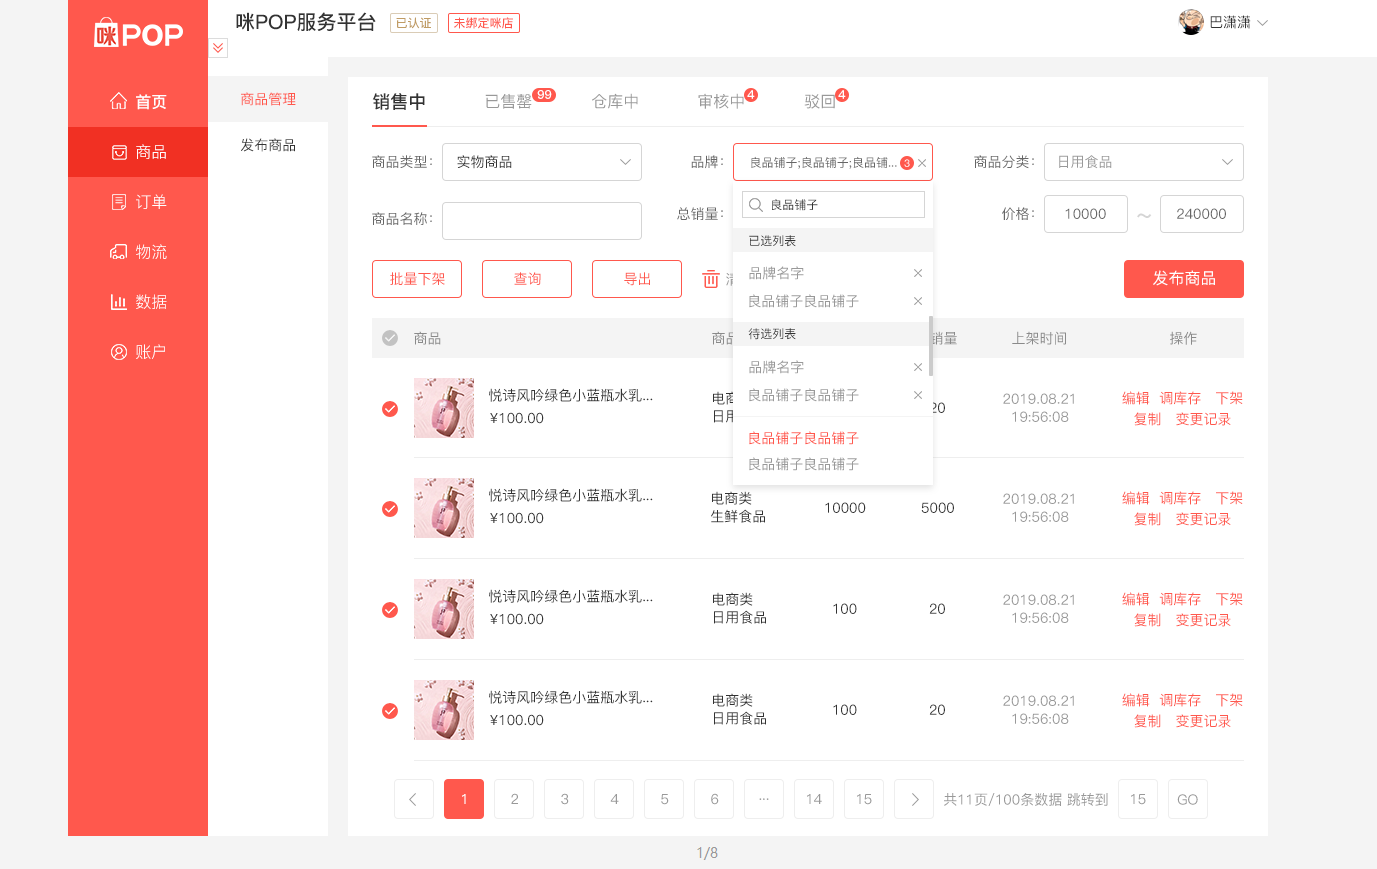 咪POP
咪POP服务平台 已认证 未绑定咪店
巴潇潇
首页
商品
订单
物流
数据
账户
商品管理
发布商品
销售中 已售罄 99 仓库中 审核中 4 驳回 4
商品类型： 实物商品 品牌： 良品铺子;良品铺子;良品铺... 3 商品分类： 日用食品
商品名称： 总销量： 价格： 10000 ～ 240000
良品铺子
已选列表
品牌名字
良品铺子良品铺子
待选列表
品牌名字
良品铺子良品铺子
良品铺子良品铺子
良品铺子良品铺子
批量下架 查询 导出 发布商品
商品 商品 销量 上架时间 操作
悦诗风吟绿色小蓝瓶水乳... 电商 20 2019.08.21 编辑 调库存 下架
¥100.00 日用 19:56:08 复制 变更记录
悦诗风吟绿色小蓝瓶水乳... 电商类 10000 5000 2019.08.21 编辑 调库存 下架
¥100.00 生鲜食品 19:56:08 复制 变更记录
悦诗风吟绿色小蓝瓶水乳... 电商类 100 20 2019.08.21 编辑 调库存 下架
¥100.00 日用食品 19:56:08 复制 变更记录
悦诗风吟绿色小蓝瓶水乳... 电商类 100 20 2019.08.21 编辑 调库存 下架
¥100.00 日用食品 19:56:08 复制 变更记录
1 2 3 4 5 6 ··· 14 15 共11页/100条数据 跳转到 15 GO
1/8